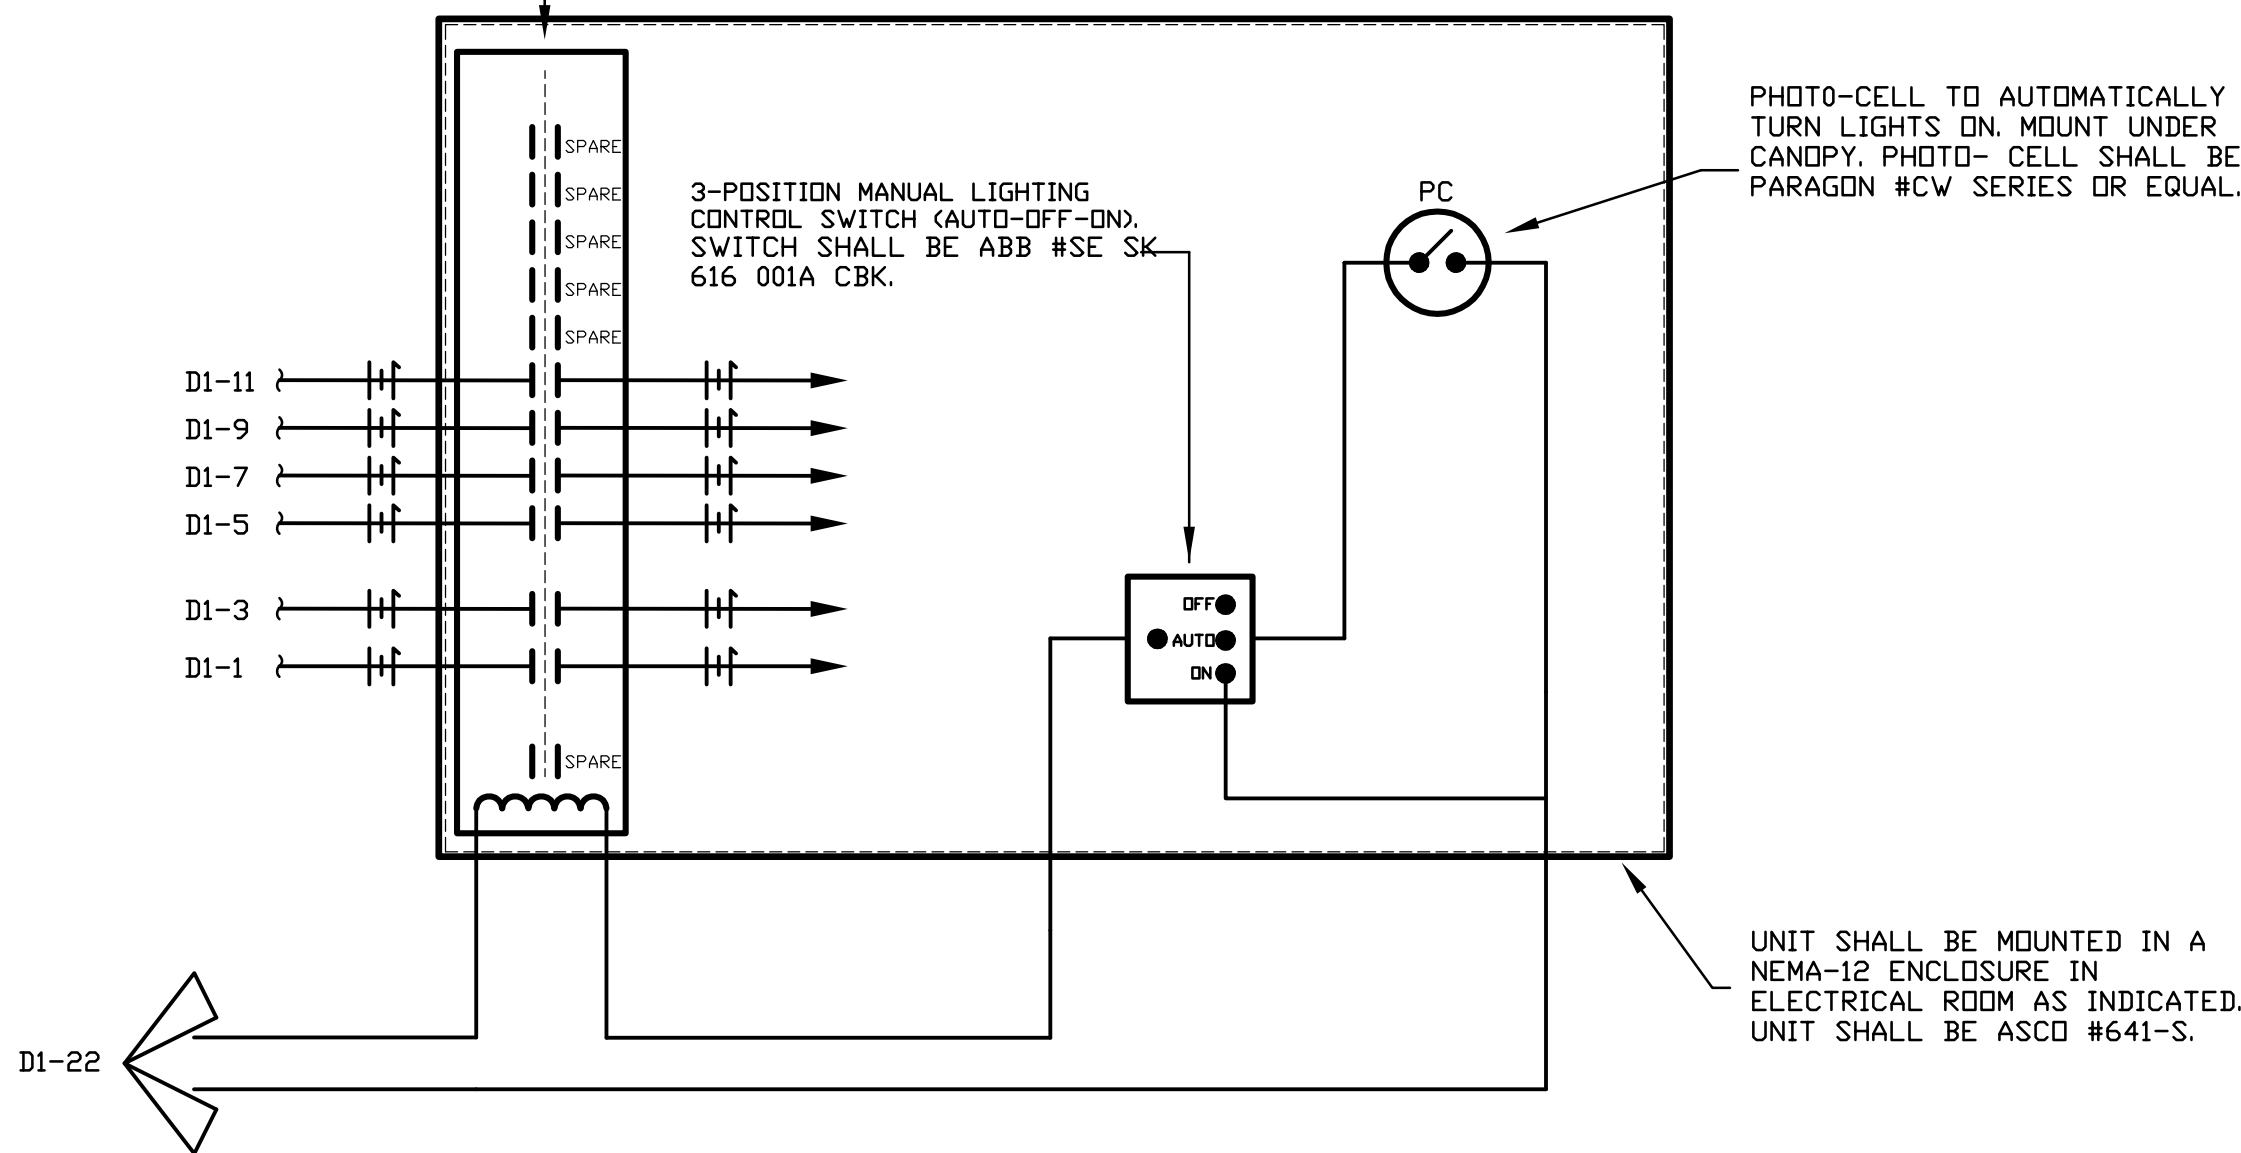 PHOTO-CELL TO AUTOMATICALLY
TURN LIGHTS ON. MOUNT UNDER
CANOPY. PHOTO- CELL SHALL BE
PARAGON #CW SERIES OR EQUAL.
SPARE
SPARE
SPARE
SPARE
SPARE
3-POSITION MANUAL LIGHTING
CONTROL SWITCH (AUTO-OFF-ON).
SWITCH SHALL BE ABB #SE SK
616 001A CBK.
PC
D1-11
D1-9
D1-7
D1-5
D1-3
D1-1
OFF
AUTO
ON
SPARE
UNIT SHALL BE MOUNTED IN A
NEMA-12 ENCLOSURE IN
ELECTRICAL ROOM AS INDICATED.
UNIT SHALL BE ASCO #641-S.
D1-22